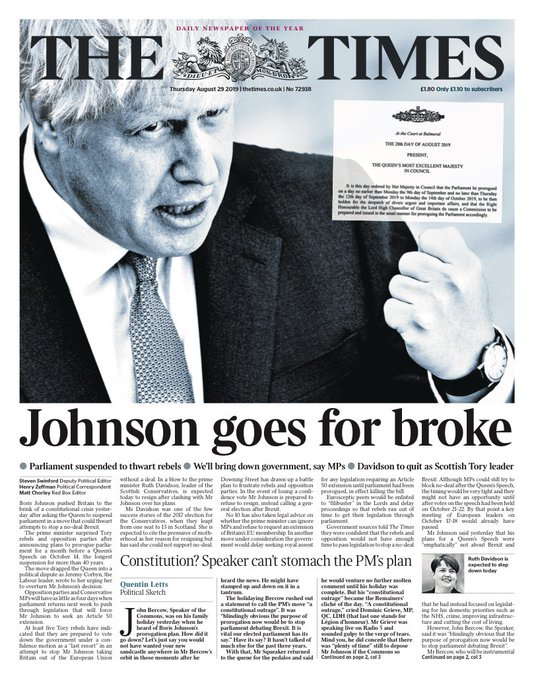 DAILY NEWSPAPER OF THE YEAR
THE TIMES
DIEU ET MON DROIT
Thursday August 29 2019 | thetimes.co.uk | No 72938
£1.80 Only £1.10 to subscribers
At the Court at Balmoral
THE 28th DAY OF AUGUST 2019
PRESENT,
THE QUEEN'S MOST EXCELLENT MAJESTY
IN COUNCIL
It is this day ordered by Her Majesty in Council that the Parliament be prorogued
on a day no earlier than Monday the 9th day of September and no later than Thursday
the 12th day of September 2019 to Monday the 14th day of October 2019, to be then
holden for the despatch of divers urgent and important affairs, and that the Right
Honourable the Lord High Chancellor of Great Britain do cause a Commission to be
prepared and issued in the usual manner for proroguing the Parliament accordingly.
Johnson goes for broke
● Parliament suspended to thwart rebels ● We'll bring down government, say MPs ● Davidson to quit as Scottish Tory leader
Steven Swinford Deputy Political Editor
Henry Zeffman Political Correspondent
Matt Chorley Red Box Editor
Boris Johnson pushed Britain to the
brink of a constitutional crisis yester-
day after asking the Queen to suspend
parliament in a move that could thwart
attempts to stop a no-deal Brexit.
The prime minister surprised Tory
rebels and opposition parties after
announcing plans to prorogue parlia-
ment for a month before a Queen's
Speech on October 14, the longest
suspension for more than 40 years.
The move dragged the Queen into a
political dispute as Jeremy Corbyn, the
Labour leader, wrote to her urging her
to overturn Mr Johnson's decision.
Opposition parties and Conservative
MPs will have as little as four days when
parliament returns next week to push
through legislation that will force
Mr Johnson to seek an Article 50
extension.
At least five Tory rebels have indi-
cated that they are prepared to vote
down the government under a con-
fidence motion as a "last resort" in an
attempt to stop Mr Johnson taking
Britain out of the European Union
without a deal. In a blow to the prime
minister Ruth Davidson, leader of the
Scottish Conservatives, is expected
today to resign after clashing with Mr
Johnson over his plans.
Ms Davidson was one of the few
success stories of the 2017 election for
the Conservatives, when they leapt
from one seat to 13 in Scotland. She is
expected to cite the pressures of moth-
erhood as her reason for resigning but
has said she could not support no-deal.
Downing Street has drawn up a battle
plan to frustrate rebels and opposition
parties. In the event of losing a confi-
dence vote Mr Johnson is prepared to
refuse to resign, instead calling a gen-
eral election after Brexit.
No 10 has also taken legal advice on
whether the prime minister can ignore
MPs and refuse to request an extension
of Britain's EU membership. In another
move under consideration the govern-
ment would delay seeking royal assent
for any legislation requiring an Article
50 extension until parliament had been
prorogued, in effect killing the bill.
Eurosceptic peers would be enlisted
to "filibuster" in the Lords and delay
proceedings so that rebels ran out of
time to get their legislation through
parliament.
Government sources told The Times
they were confident that the rebels and
opposition would not have enough
time to pass legislation to stop a no-deal
Brexit. Although MPs could still try to
block no-deal after the Queen's Speech,
the timing would be very tight and they
might not have an opportunity until
after votes on the speech had been held
on October 21-22. By that point a key
meeting of European leaders on
October 17-18 would already have
passed.
Mr Johnson said yesterday that his
plans for a Queen's Speech were
"emphatically" not about Brexit and
Ruth Davidson is
expected to step
down today
that he had instead focused on legislat-
ing for his domestic priorities such as
the NHS, crime, improving infrastruc-
ture and cutting the cost of living.
However, John Bercow, the Speaker,
said it was "blindingly obvious that the
purpose of prorogation now would be
to stop parliament debating Brexit".
Mr Bercow, who will be instrumental
Continued on page 2, col 3
Constitution? Speaker can't stomach the PM's plan
Quentin Letts
Political Sketch
John Bercow, Speaker of the
Commons, was on his family
holiday yesterday when he
heard of Boris Johnson's
prorogation plan. How did it
go down? Let's just say you would
not have wanted your new
sandcastle anywhere in Mr Bercow's
orbit in those moments after he
heard the news. He might have
stamped up and down on it in a
tantrum.
The holidaying Bercow rushed out
a statement to call the PM's move "a
constitutional outrage". It was
"blindingly obvious the purpose of
prorogation now would be to stop
parliament debating Brexit". It is
vital our elected parliament has its
say." Have its say? It hasn't talked of
much else for the past three years.
With that, Mr Squeaker returned
to the queue for the pedalos and said
he would venture no further molten
comment until his holiday was
complete. But his "constitutional
outrage" became the Remainers'
cliché of the day. "A constitutional
outrage," cried Dominic Grieve, MP,
QC, LDH (that last one stands for
Légion d'honneur). Mr Grieve was
speaking live on Radio 5 and
sounded gulpy to the verge of tears.
Mind you, he did concede that there
was "plenty of time" still to depose
Mr Johnson if the Commons so
Continued on page 2, col 3